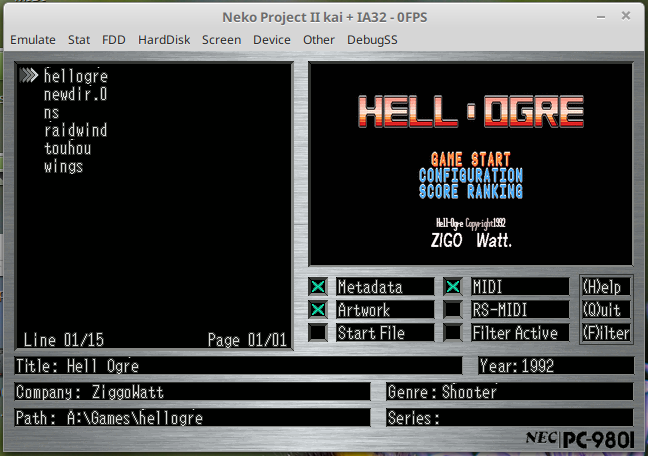 Neko Project II kai + IA32 - 0FPS
Emulate Stat FDD HardDisk Screen Device Other DebugSS
hellogre
newdir.0
ns
raidwind
touhou
wings
Line 01/15 Page 01/01
HELL·OGRE
GAME START
CONFIGURATION
SCORE RANKING
Hell-Ogre Copyright1992
ZIGO Watt.
Metadata MIDI (H)elp
Artwork RS-MIDI (Q)uit
Start File Filter Active (F)ilter
Title: Hell Ogre Year: 1992
Company: ZiggoWatt Genre: Shooter
Path: A:\Games\hellogre Series:
NEC PC-9801